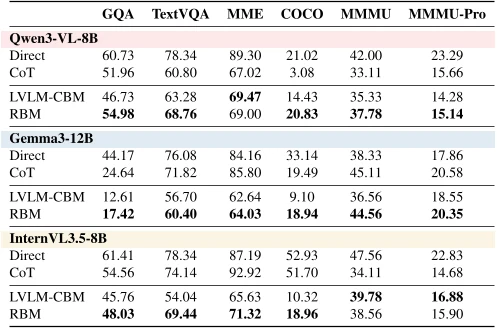 GQA TextVQA MME COCO MMMU MMMU-Pro
Qwen3-VL-8B
Direct 60.73 78.34 89.30 21.02 42.00 23.29
CoT 51.96 60.80 67.02 3.08 33.11 15.66
LVLM-CBM 46.73 63.28 69.47 14.43 35.33 14.28
RBM 54.98 68.76 69.00 20.83 37.78 15.14
Gemma3-12B
Direct 44.17 76.08 84.16 33.14 38.33 17.86
CoT 24.64 71.82 85.80 19.49 45.11 20.58
LVLM-CBM 12.61 56.70 62.64 9.10 36.56 18.55
RBM 17.42 60.40 64.03 18.94 44.56 20.35
InternVL3.5-8B
Direct 61.41 78.34 87.19 52.93 47.56 22.83
CoT 54.56 74.14 92.92 51.70 34.11 14.68
LVLM-CBM 45.76 54.04 65.63 10.32 39.78 16.88
RBM 48.03 69.44 71.32 18.96 38.56 15.90